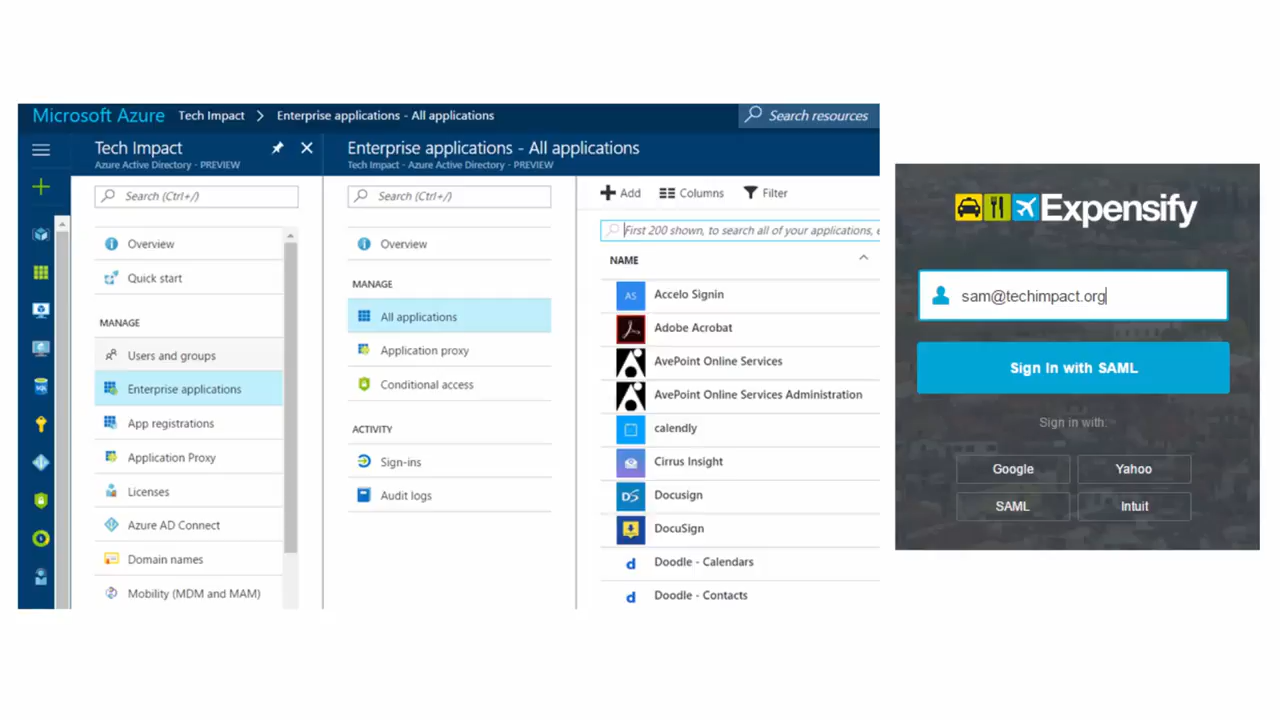 Microsoft Azure Tech Impact > Enterprise applications - All applications
Search resources
Tech Impact
Azure Active Directory - PREVIEW
Search (Ctrl+/)
Overview
Quick start
MANAGE
Users and groups
Enterprise applications
App registrations
Application Proxy
Licenses
Azure AD Connect
Domain names
Mobility (MDM and MAM)
Enterprise applications - All applications
Tech Impact - Azure Active Directory - PREVIEW
Search (Ctrl+/)
Overview
MANAGE
All applications
Application proxy
Conditional access
ACTIVITY
Sign-ins
Audit logs
Add Columns Filter
First 200 shown, to search all of your applications, e
NAME
AS Accelo Signin
Adobe Acrobat
AvePoint Online Services
AvePoint Online Services Administration
calendly
Cirrus Insight
DS Docusign
DocuSign
d Doodle - Calendars
d Doodle - Contacts
Expensify
sam@techimpact.org
Sign In with SAML
Sign in with:
Google Yahoo
SAML Intuit